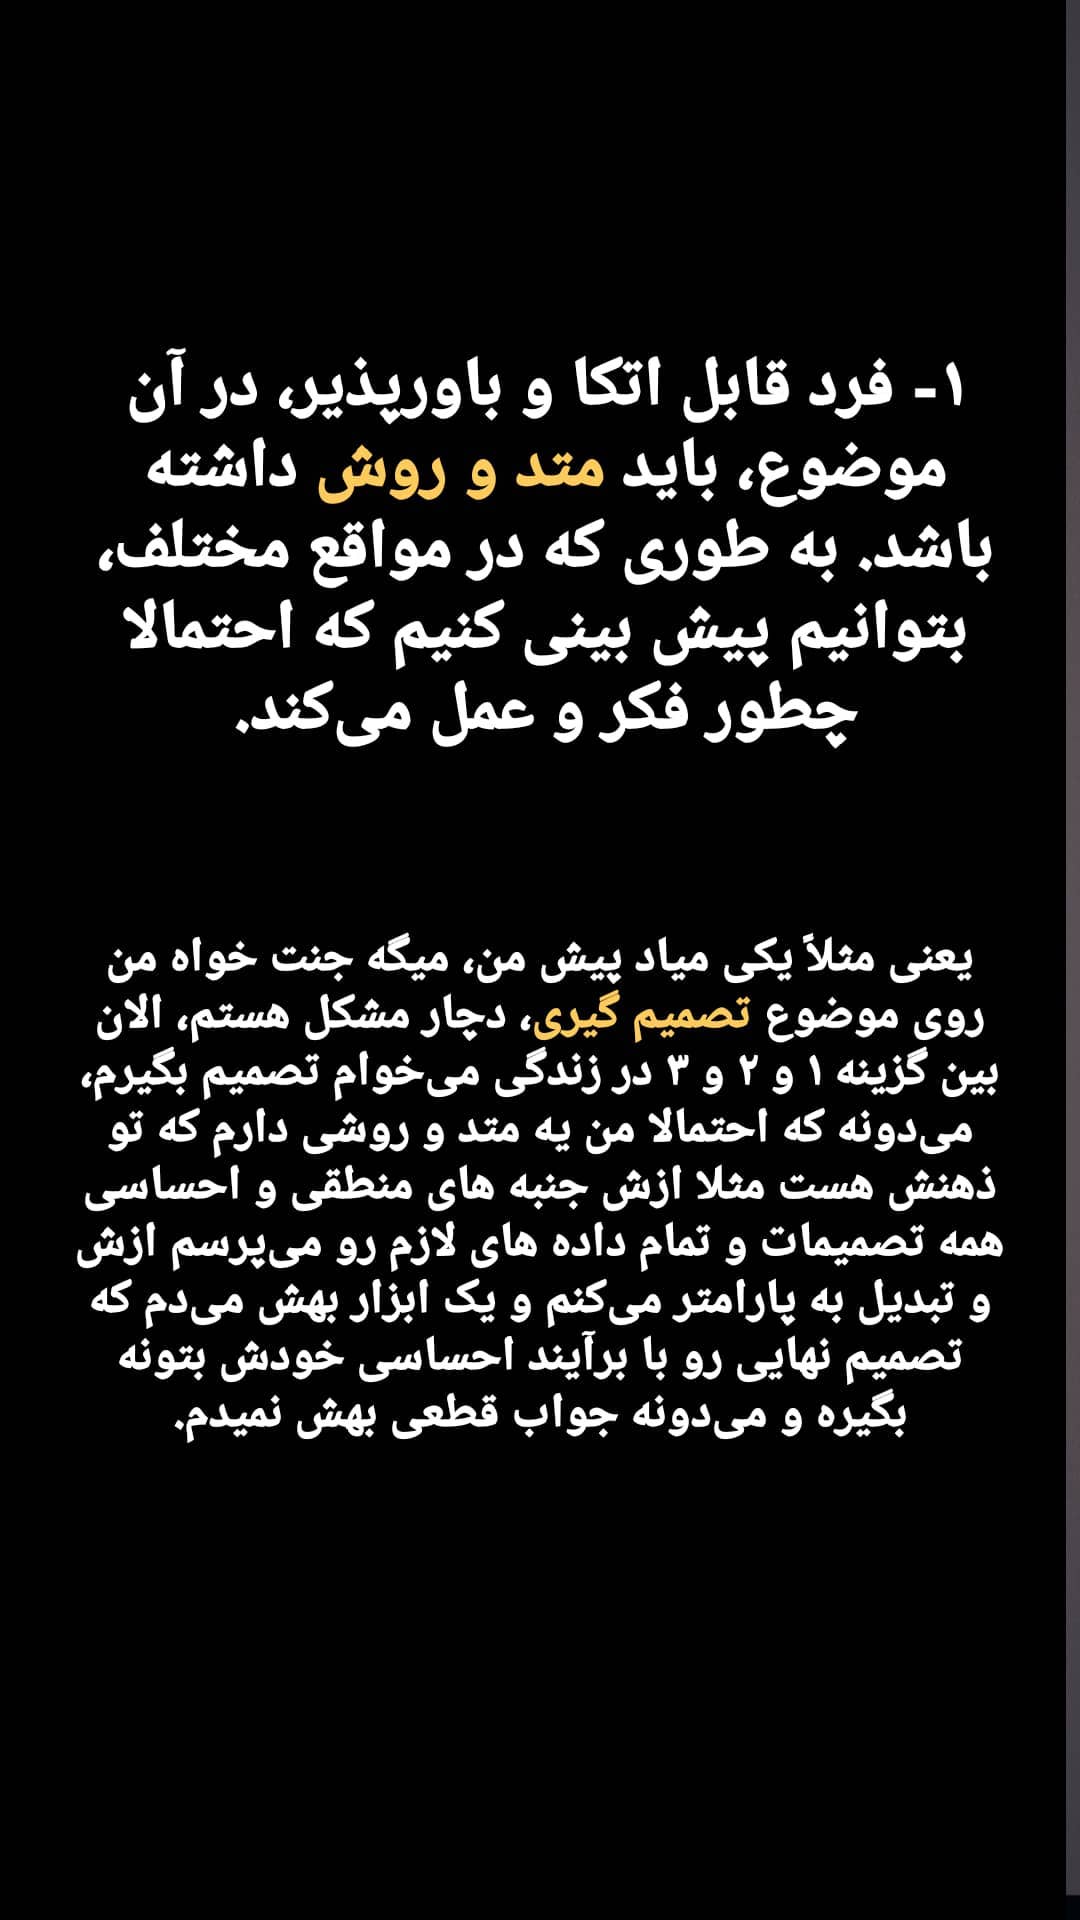 ۱- فرد قابل اتکا و باورپذیر، در آن
موضوع، باید متد و روش داشته
باشد. به طوری که در مواقع مختلف،
بتوانیم پیش بینی کنیم که احتمالا
چطور فکر و عمل می‌کند.
یعنی مثلاً یکی میاد پیش من، میگه جنت خواه من
روی موضوع تصمیم گیری، دچار مشکل هستم، الان
بین گزینه ۱ و ۲ و ۳ در زندگی می‌خوام تصمیم بگیرم،
می‌دونه که احتمالا من یه متد و روشی دارم که تو
ذهنش هست مثلا ازش جنبه های منطقی و احساسی
همه تصمیمات و تمام داده های لازم رو می‌پرسم ازش
و تبدیل به پارامتر می‌کنم و یک ابزار بهش می‌دم که
تصمیم نهایی رو با برآیند احساسی خودش بتونه
بگیره و می‌دونه جواب قطعی بهش نمیدم.